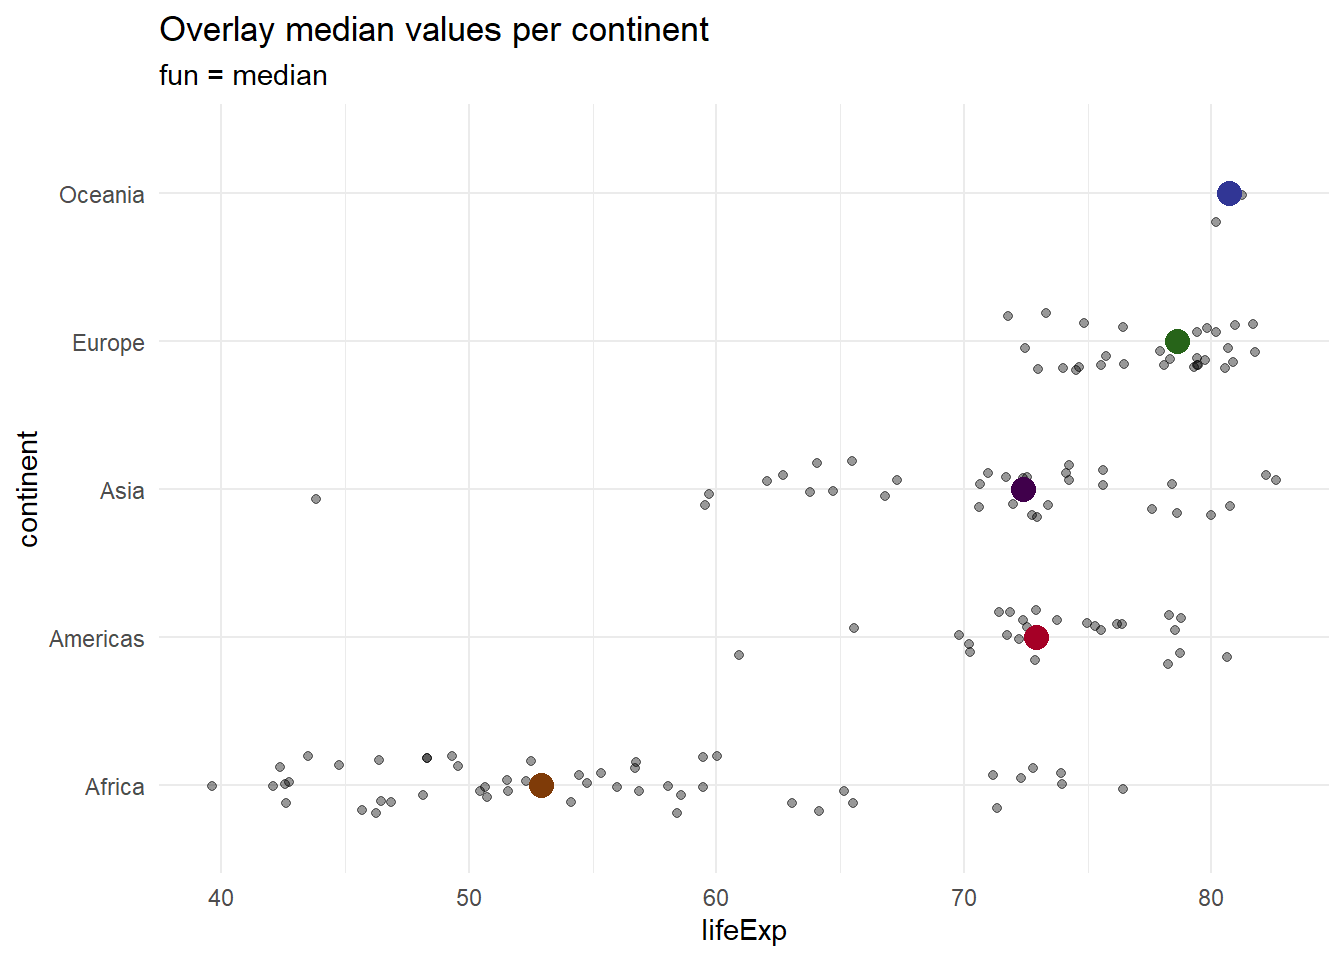 Overlay median values per continent
fun = median
Oceania
Europe
Asia
Americas
Africa
continent
40 50 60 70 80
lifeExp